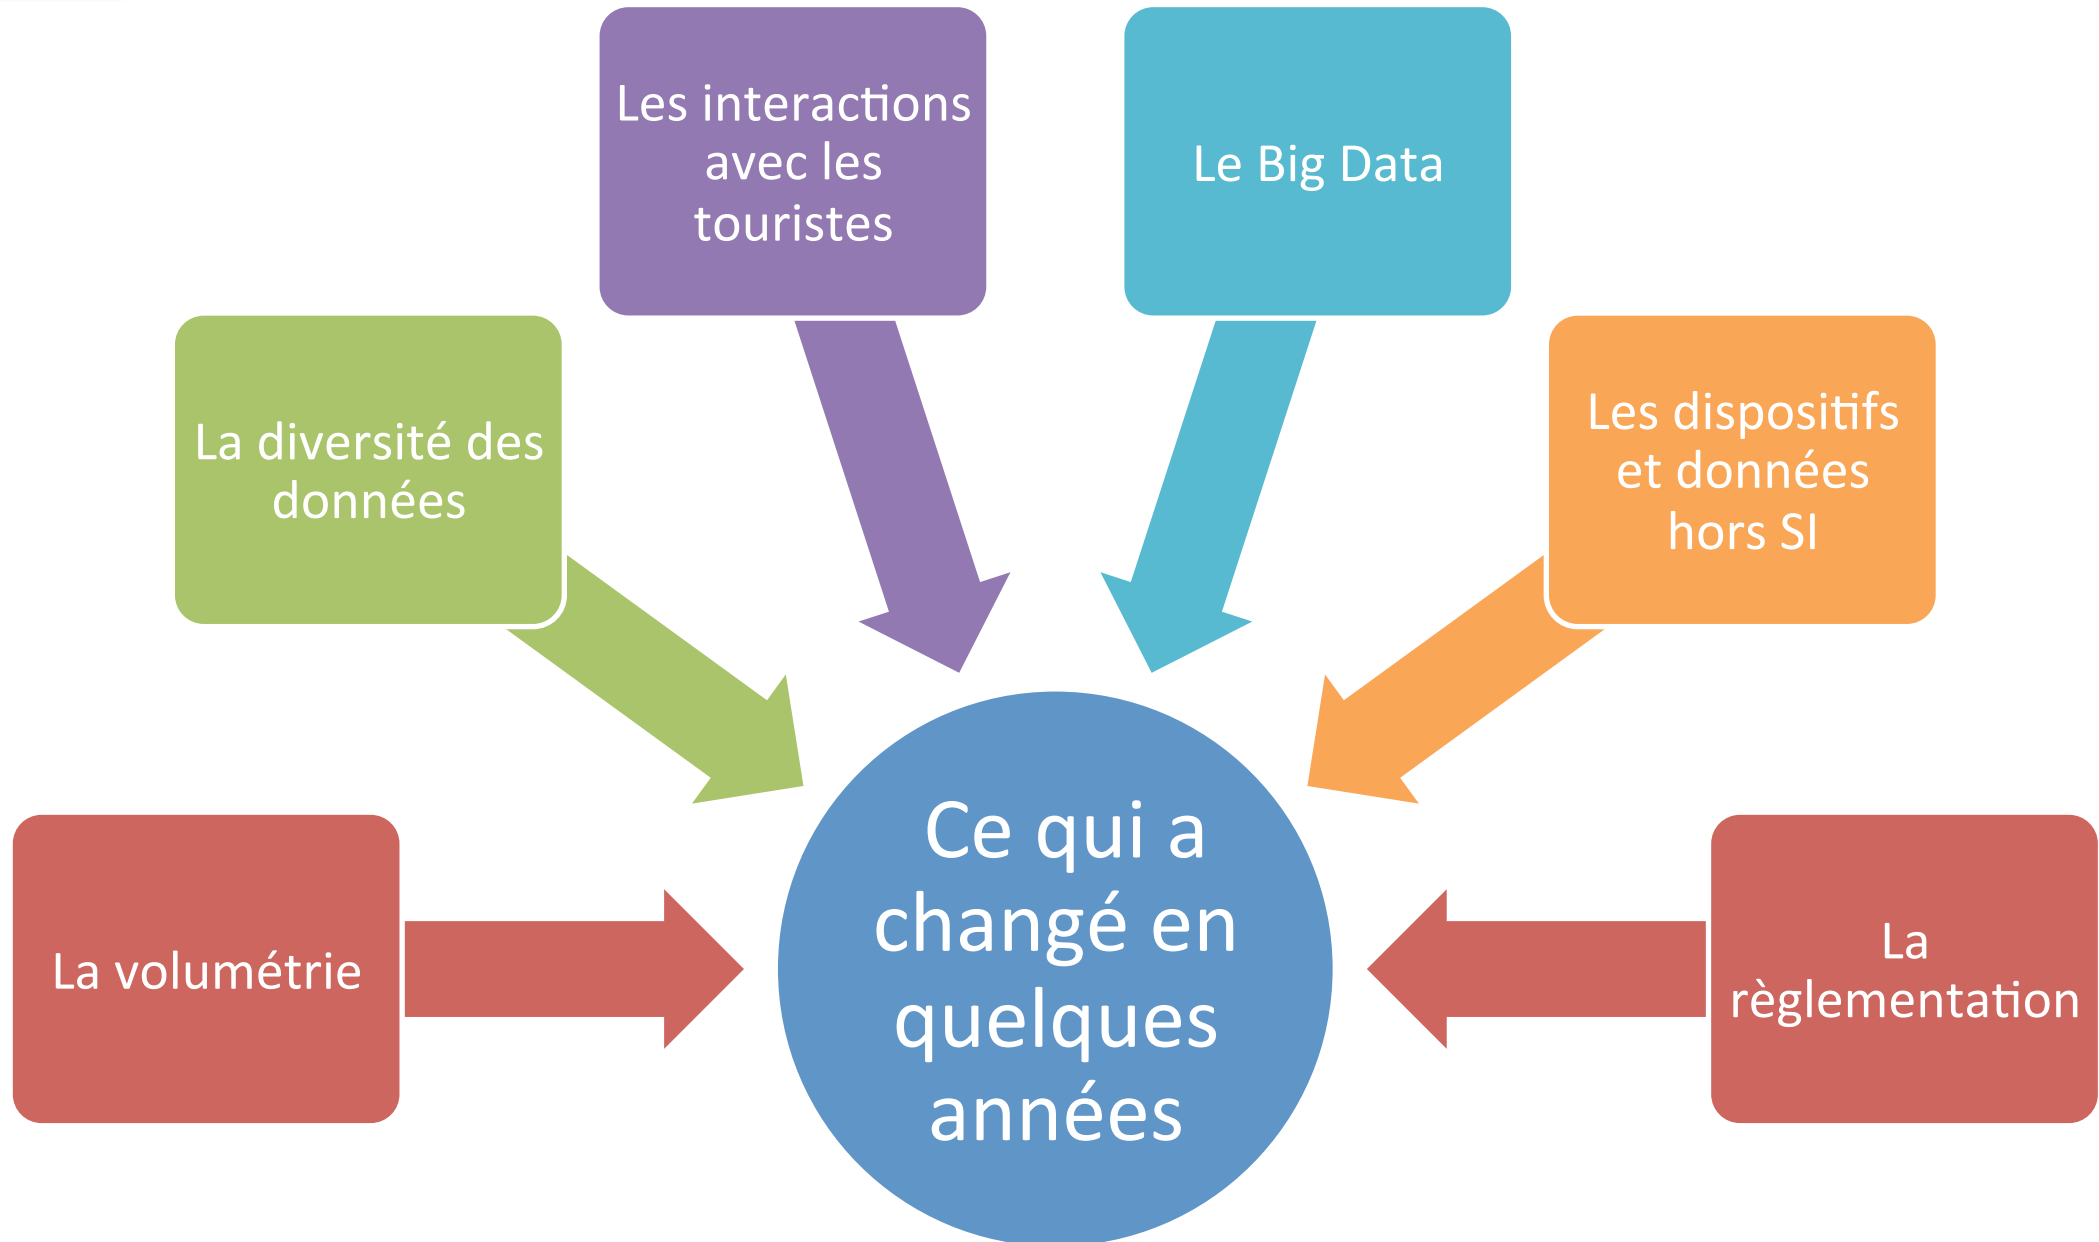 Les interactions
avec les
touristes
Le Big Data
La diversité des
données
Les dispositifs
et données
hors SI
La volumétrie
Ce qui a
changé en
quelques
années
La
règlementation